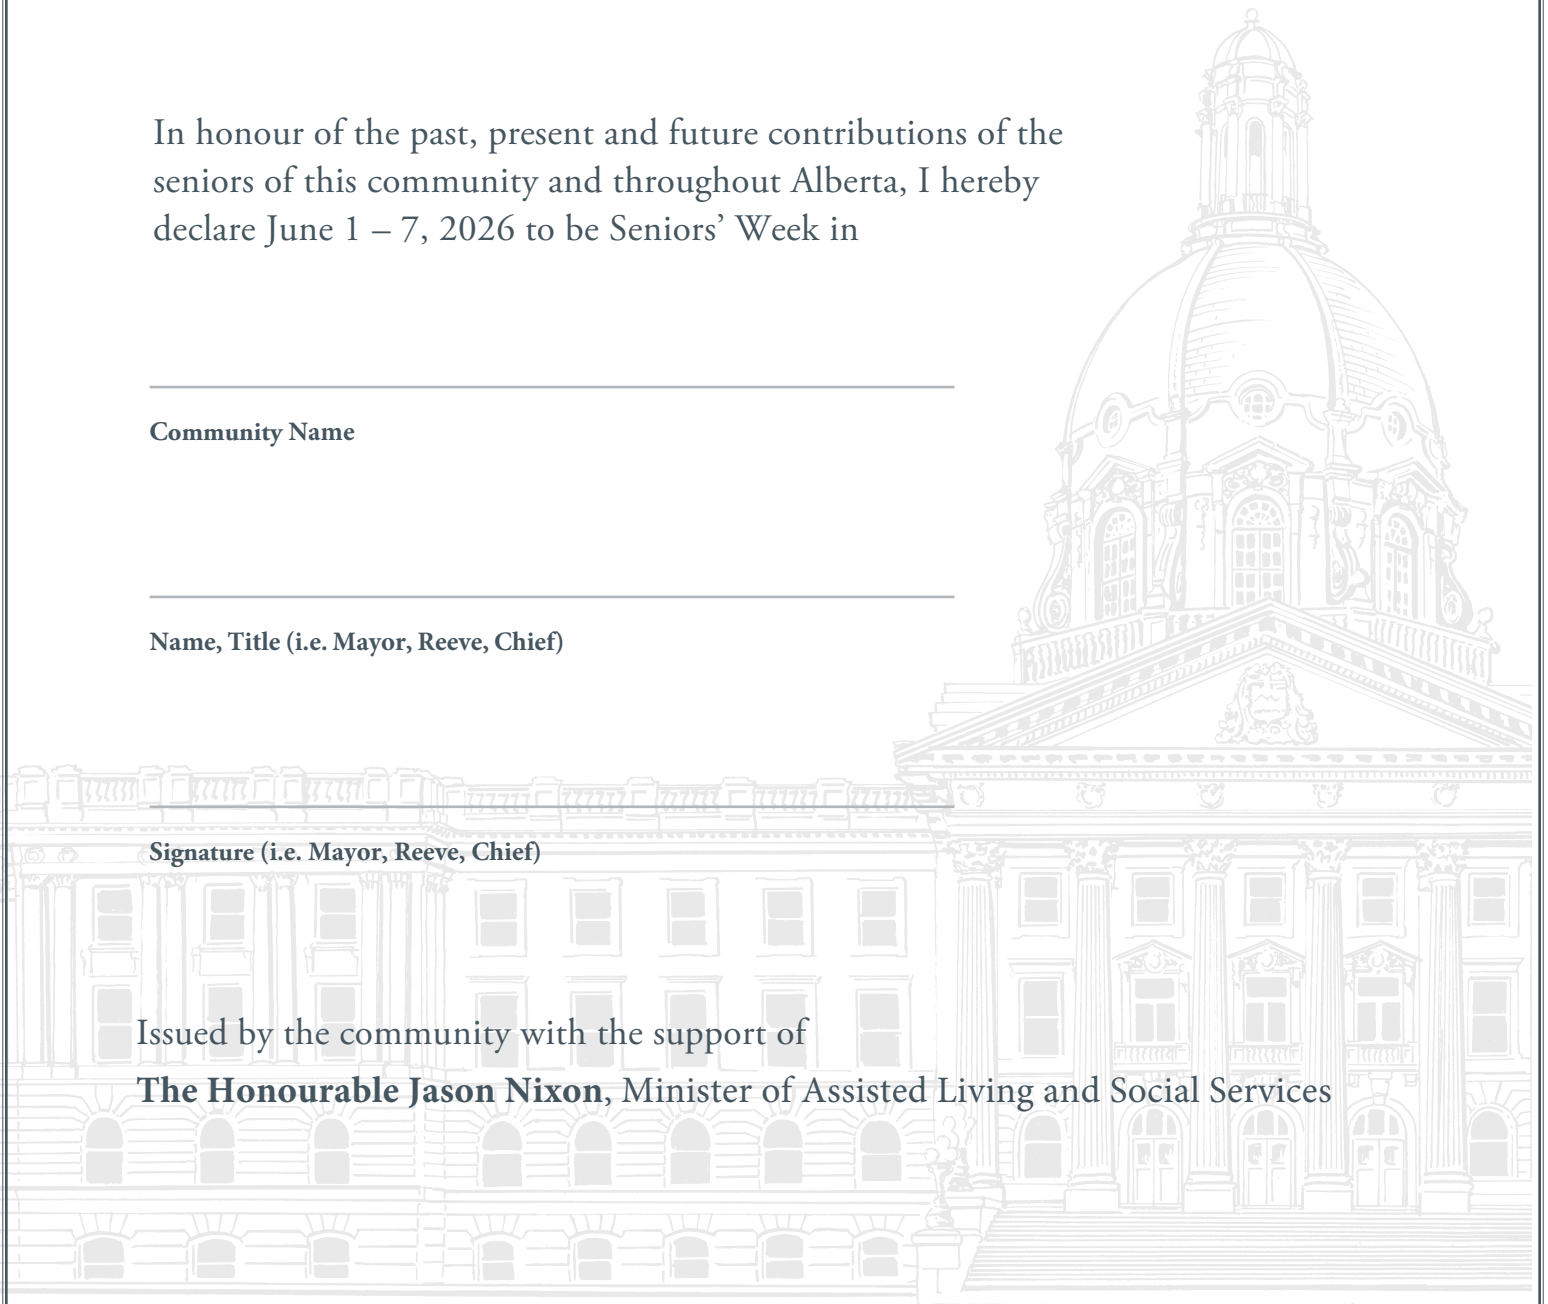 In honour of the past, present and future contributions of the
seniors of this community and throughout Alberta, I hereby
declare June 1 – 7, 2026 to be Seniors’ Week in
Community Name
Name, Title (i.e. Mayor, Reeve, Chief)
Signature (i.e. Mayor, Reeve, Chief)
Issued by the community with the support of
The Honourable Jason Nixon, Minister of Assisted Living and Social Services